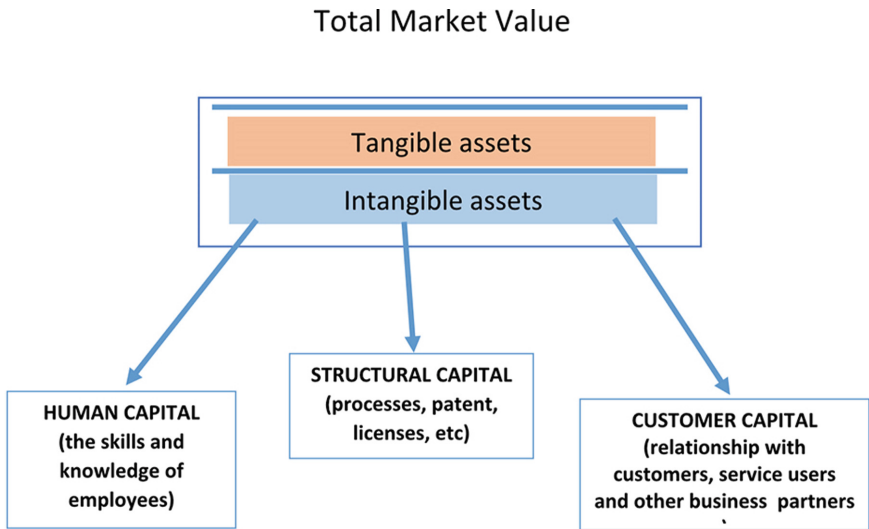 Total Market Value
Tangible assets
Intangible assets
HUMAN CAPITAL
(the skills and
knowledge of
employees)
STRUCTURAL CAPITAL
(processes, patent,
licenses, etc)
CUSTOMER CAPITAL
(relationship with
customers, service users
and other business partners
)